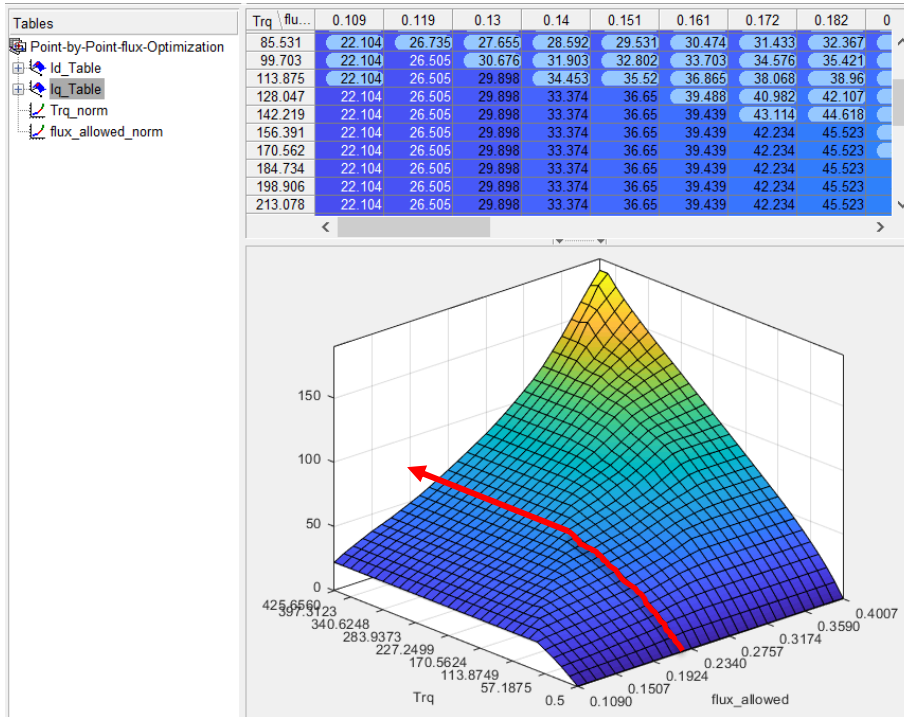 Tables
Point-by-Point-flux-Optimization
Id_Table
Iq_Table
Trq_norm
flux_allowed_norm
Trq \flu... 0.109 0.119 0.13 0.14 0.151 0.161 0.172 0.182 0
85.531 22.104 26.735 27.655 28.592 29.531 30.474 31.433 32.367
99.703 22.104 26.505 30.676 31.903 32.802 33.703 34.576 35.421
113.875 22.104 26.505 29.898 34.453 35.52 36.865 38.068 38.96
128.047 22.104 26.505 29.898 33.374 36.65 39.488 40.982 42.107
142.219 22.104 26.505 29.898 33.374 36.65 39.439 43.114 44.618
156.391 22.104 26.505 29.898 33.374 36.65 39.439 42.234 45.523
170.562 22.104 26.505 29.898 33.374 36.65 39.439 42.234 45.523
184.734 22.104 26.505 29.898 33.374 36.65 39.439 42.234 45.523
198.906 22.104 26.505 29.898 33.374 36.65 39.439 42.234 45.523
213.078 22.104 26.505 29.898 33.374 36.65 39.439 42.234 45.523
150
100
50
0
425.6560
397.3123
340.6248
283.9373
227.2499
170.5624
113.8749
57.1875
0.5
Trq
0.4007
0.3590
0.3174
0.2757
0.2340
0.1924
0.1507
0.1090
flux_allowed